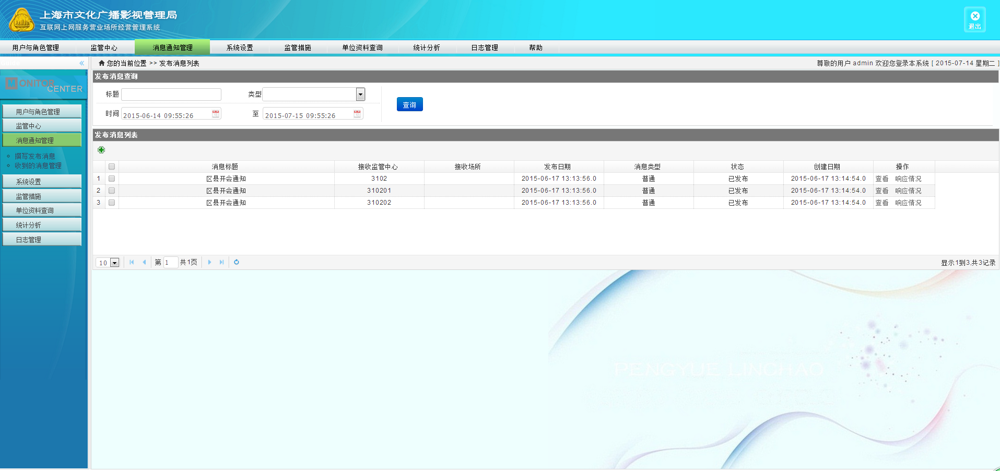 上海市文化广播影视管理局
互联网上网服务营业场所经营管理系统
退出
用户与角色管理 监管中心 消息通知管理 系统设置 监管措施 单位资料查询 统计分析 日志管理 帮助
您的当前位置 >> 发布消息列表
尊敬的用户 admin 欢迎您登录本系统 [ 2015-07-14 星期二 ]
MONITOR
CENTER
用户与角色管理
监管中心
消息通知管理
撰写发布消息
收到的消息管理
系统设置
监管措施
单位资料查询
统计分析
日志管理
发布消息查询
标题 类型
时间 2015-06-14 09:55:26 至 2015-07-15 09:55:26
查询
发布消息列表
消息标题 接收监管中心 接收场所 发布日期 消息类型 状态 创建日期 操作
1 区县开会通知 3102 2015-06-17 13:13:56.0 普通 已发布 2015-06-17 13:14:54.0 查看 响应情况
2 区县开会通知 310201 2015-06-17 13:13:56.0 普通 已发布 2015-06-17 13:14:54.0 查看 响应情况
3 区县开会通知 310202 2015-06-17 13:13:56.0 普通 已发布 2015-06-17 13:14:54.0 查看 响应情况
10 第 1 共1页
显示1到3,共3记录
PENGYUE LINGHAO